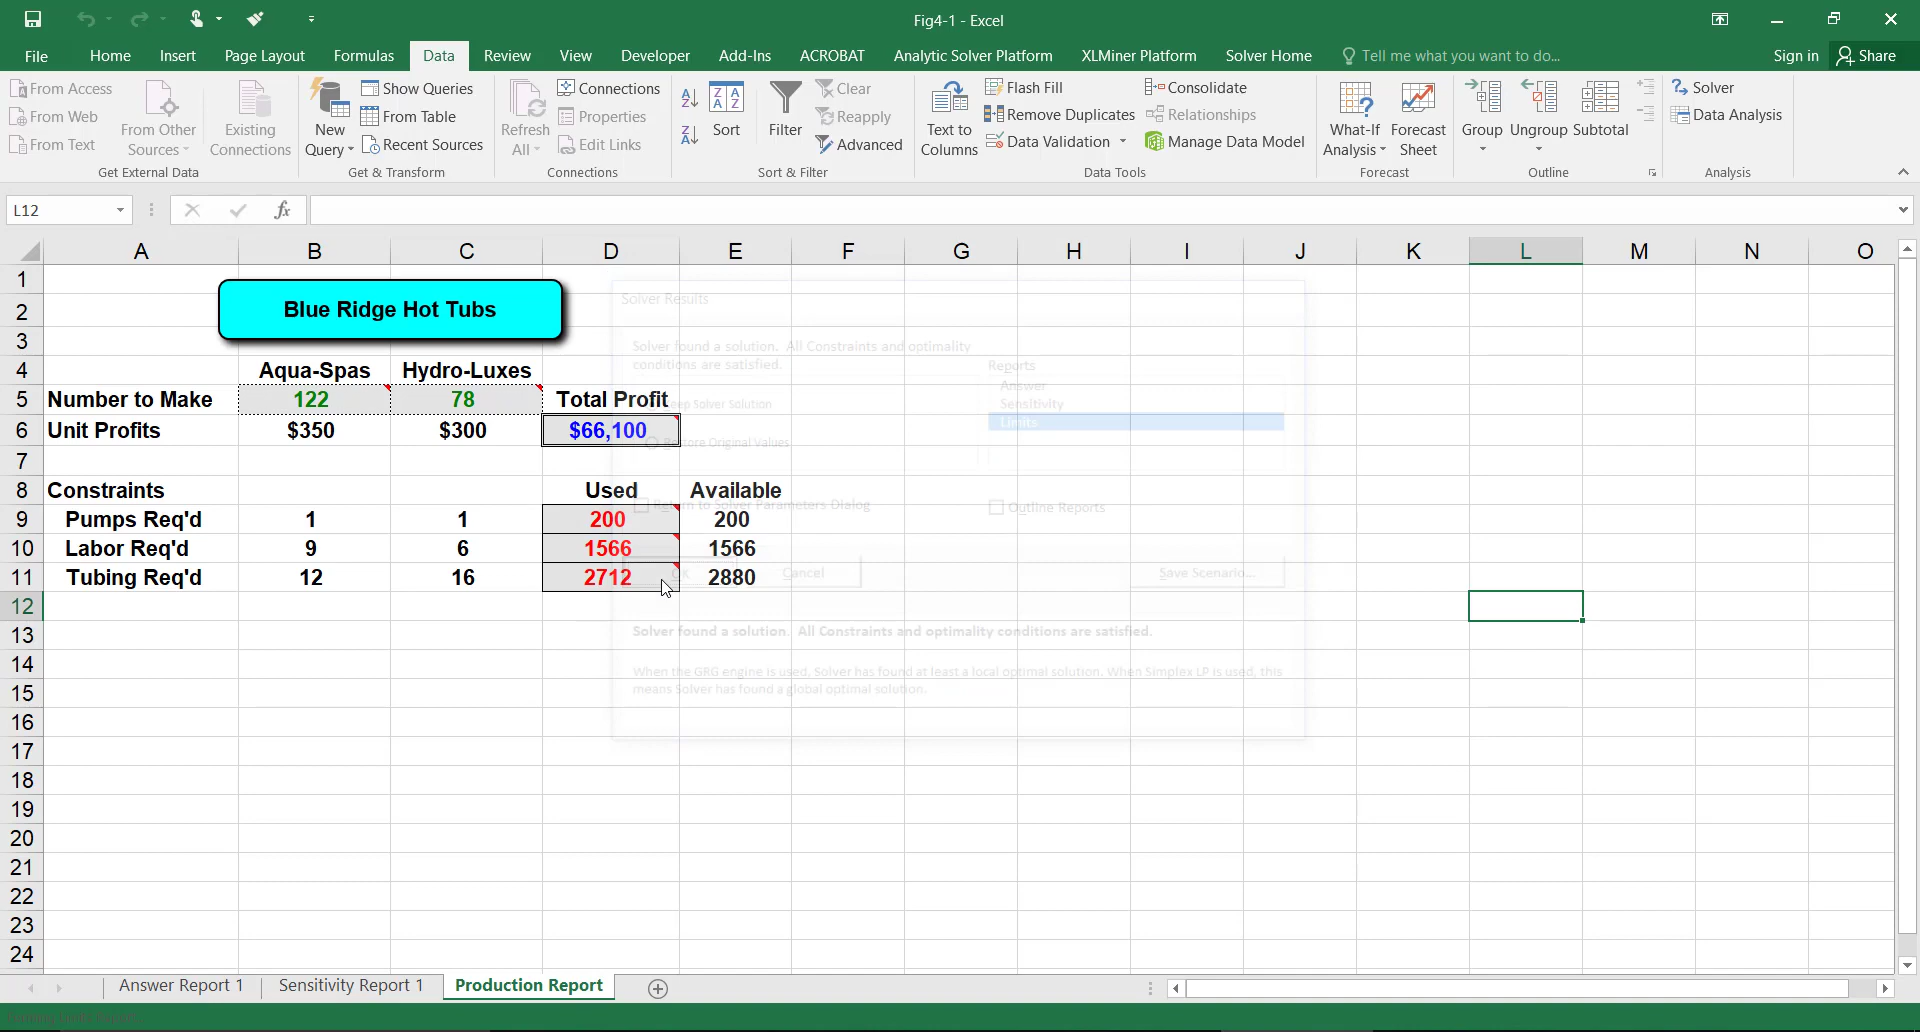 Fig4-1 - Excel
File Home Insert Page Layout Formulas Data Review View Developer Add-Ins ACROBAT Analytic Solver Platform XLMiner Platform Solver Home Tell me what you want to do... Sign in Share
From Access
From Web
From Text
From Other
Sources
Existing
Connections
Get External Data
New
Query
Show Queries
From Table
Recent Sources
Get & Transform
Refresh
All
Connections
Properties
Edit Links
Connections
Sort
Filter
Clear
Reapply
Advanced
Sort & Filter
Text to
Columns
Flash Fill
Remove Duplicates
Data Validation
Consolidate
Relationships
Manage Data Model
Data Tools
What-If
Analysis
Forecast
Sheet
Forecast
Group
Ungroup
Subtotal
Outline
Solver
Data Analysis
Analysis
L12
fx
A B C D E F G H I J K L M N O
1
2 Blue Ridge Hot Tubs
3
4 Aqua-Spas Hydro-Luxes
5 Number to Make 122 78 Total Profit
6 Unit Profits $350 $300 $66,100
7
8 Constraints Used Available
9 Pumps Req'd 1 1 200 200
10 Labor Req'd 9 6 1566 1566
11 Tubing Req'd 12 16 2712 2880
12
13
14
15
16
17
18
19
20
21
22
23
24
Solver Results
Solver found a solution. All Constraints and optimality
conditions are satisfied.
Reports
Answer
Sensitivity
Limits
Keep Solver Solution
Restore Original Values
Return to Solver Parameters Dialog
Outline Reports
OK
Cancel
Save Scenario...
Solver found a solution. All Constraints and optimality conditions are satisfied.
When the GRG engine is used, Solver has found at least a local optimal solution. When Simplex LP is used, this
means Solver has found a global optimal solution.
Answer Report 1 Sensitivity Report 1 Production Report